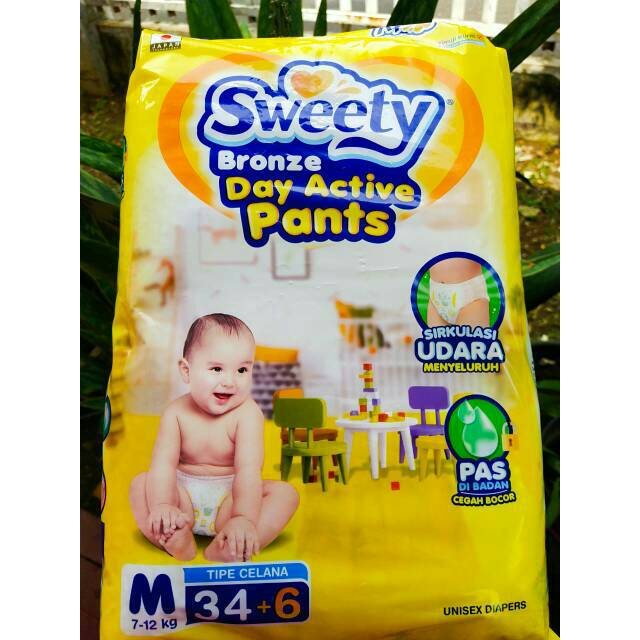 JAPAN
Sweety®
Bronze
Day Active
Pants
SIRKULASI
UDARA
MENYELURUH
PAS
DI BADAN
CEGAH BOCOR
M
7-12 kg
TIPE CELANA
34+6
UNISEX DIAPERS